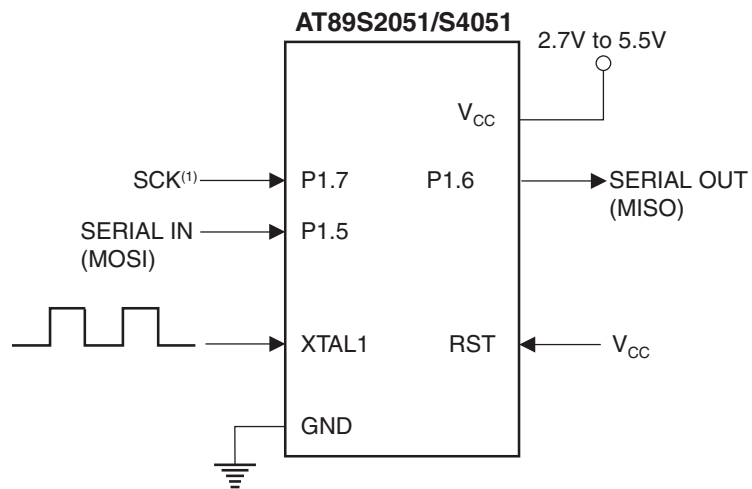 AT89S2051/S4051
2.7V to 5.5V
VCC
SCK(1)
P1.7
P1.6
SERIAL OUT
(MISO)
SERIAL IN
(MOSI)
P1.5
XTAL1
RST
VCC
GND